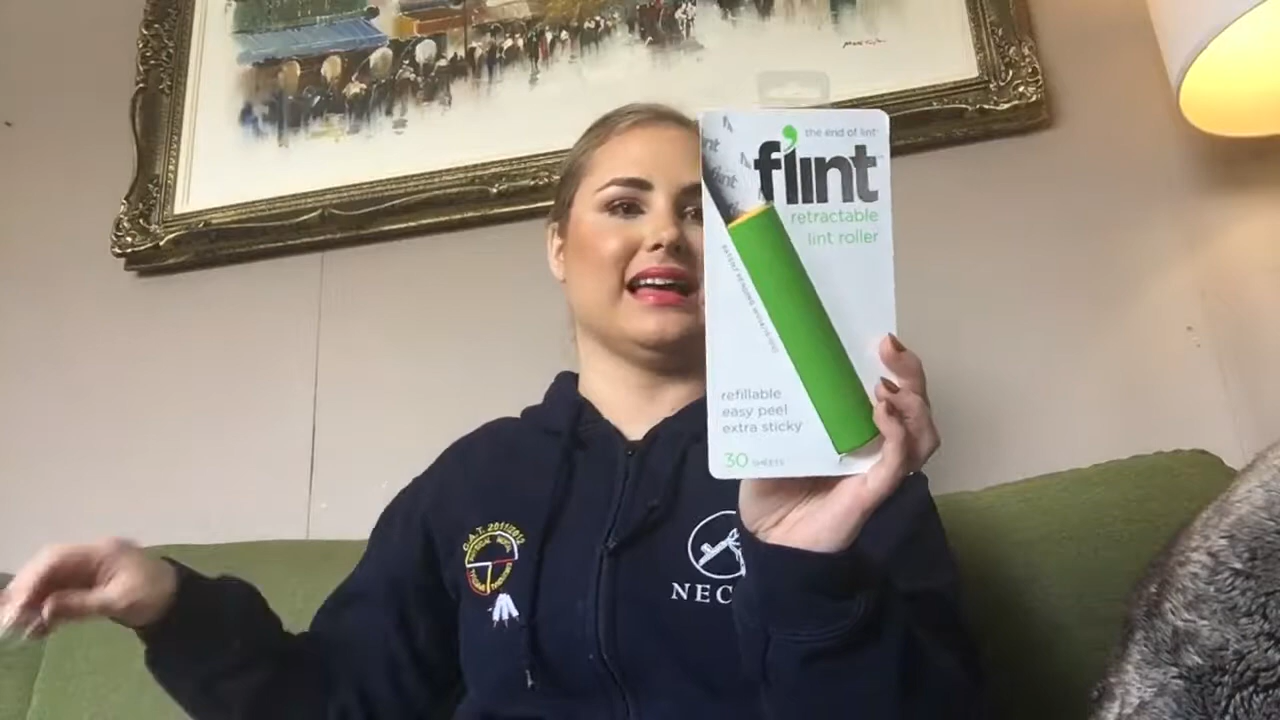 the end of lint
flint
retractable
lint roller
refillable
easy peel
extra sticky
30 SHEETS
NEC